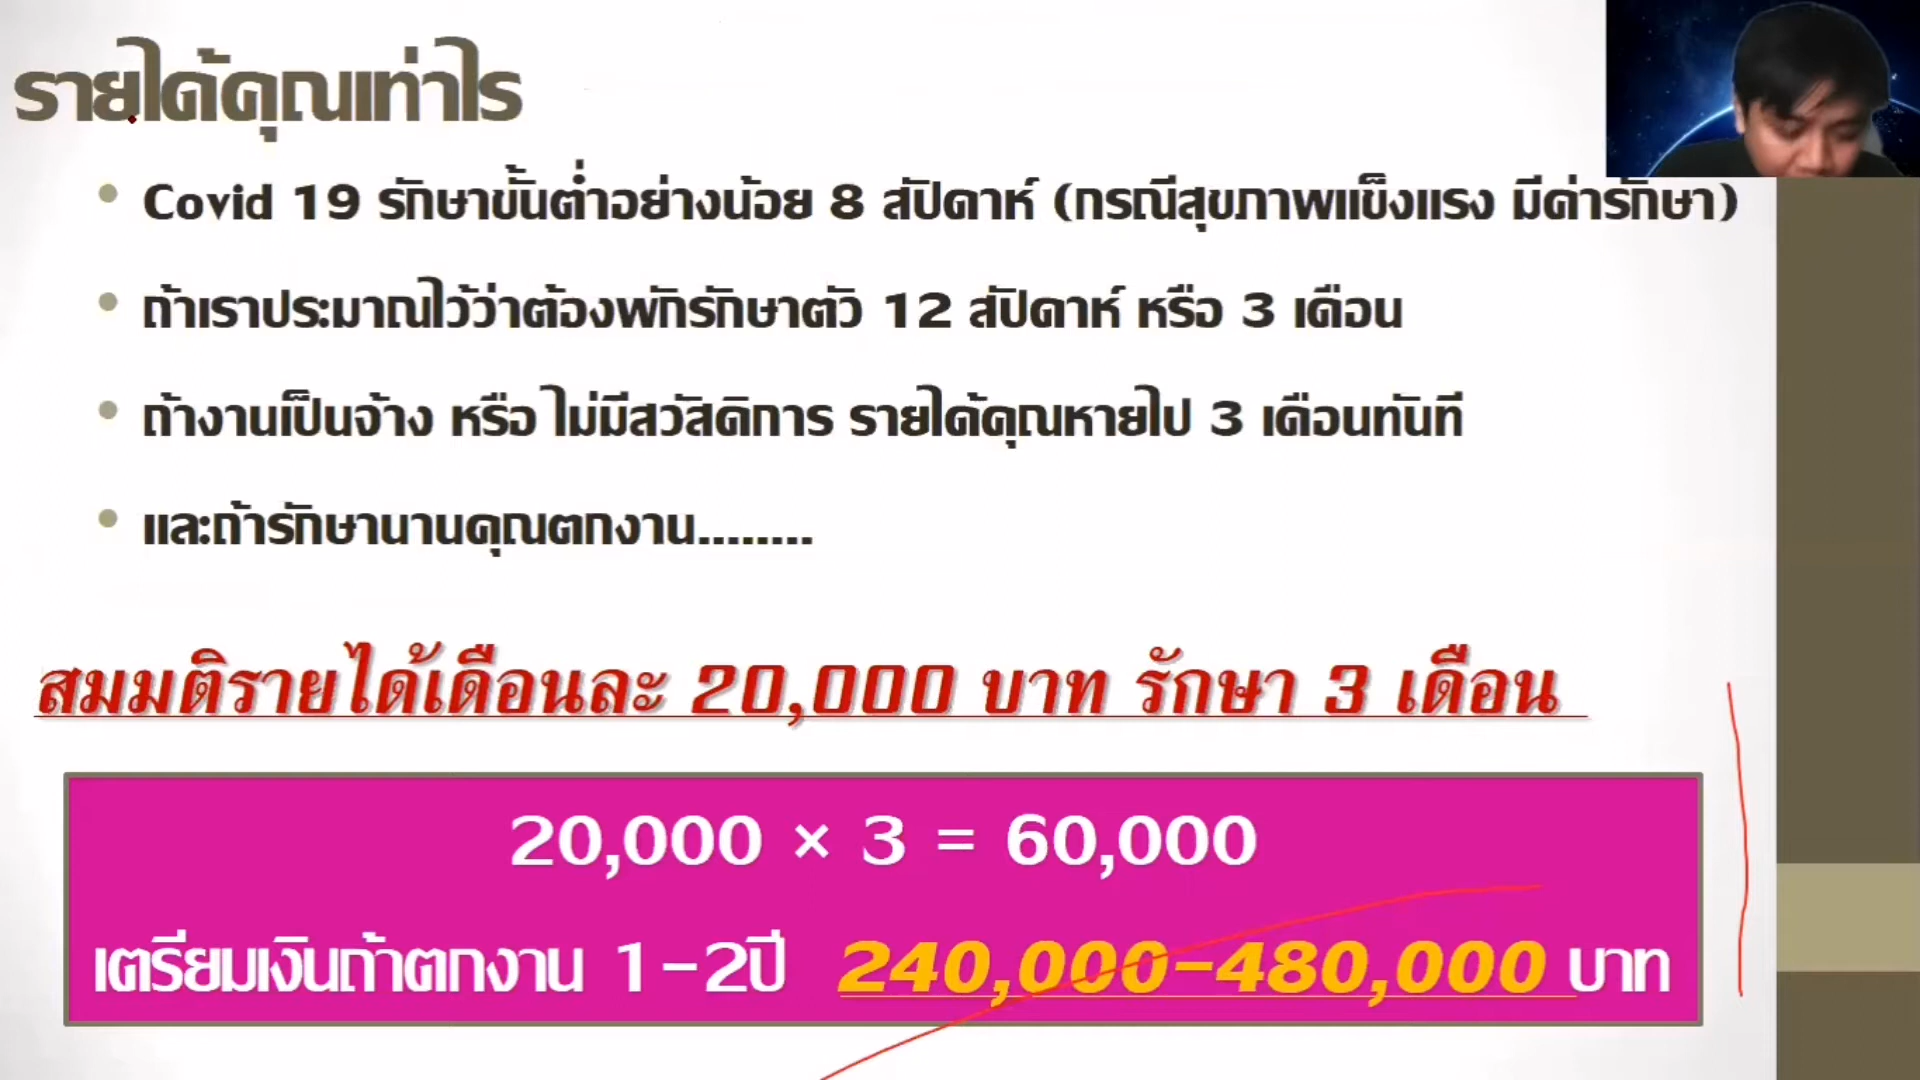 รายได้คุณเท่าไร
• Covid 19 รักษาขั้นต่ำอย่างน้อย 8 สัปดาห์ (กรณีสุขภาพแข็งแรง มีค่ารักษา)
• ถ้าเราประมาณไว้ว่าต้องพักรักษาตัว 12 สัปดาห์ หรือ 3 เดือน
• ถ้างานเป็นจ้าง หรือ ไม่มีสวัสดิการ รายได้คุณหายไป 3 เดือนทันที
• และถ้ารักษานานคุณตกงาน........
สมมติรายได้เดือนละ 20,000 บาท รักษา 3 เดือน
20,000 × 3 = 60,000
เตรียมเงินถ้าตกงาน 1-2ปี 240,000-480,000 บาท